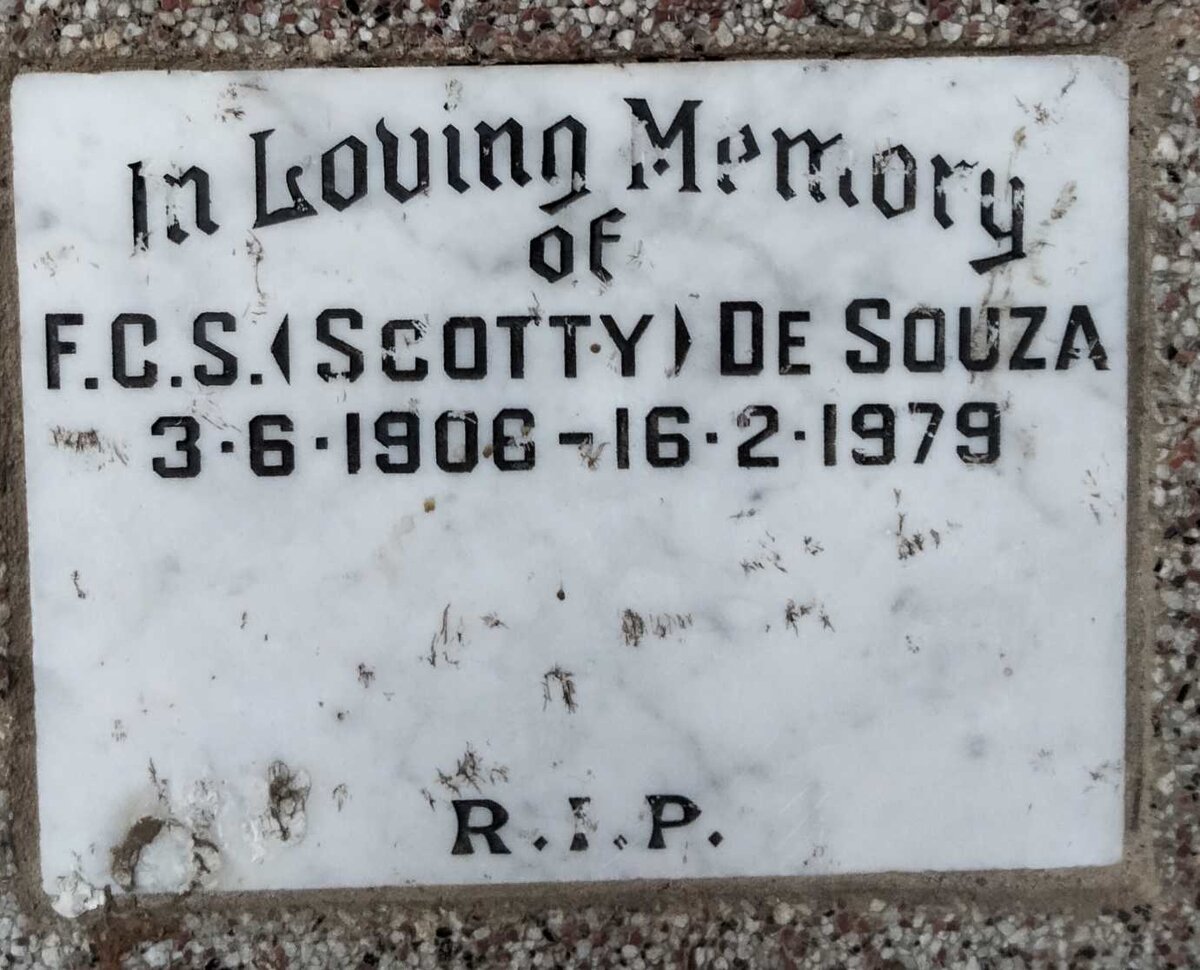 In Loving Memory
of
F.C.S. (SCOTTY) DE SOUZA
3·6·1906 – 16·2·1979
R.I.P.